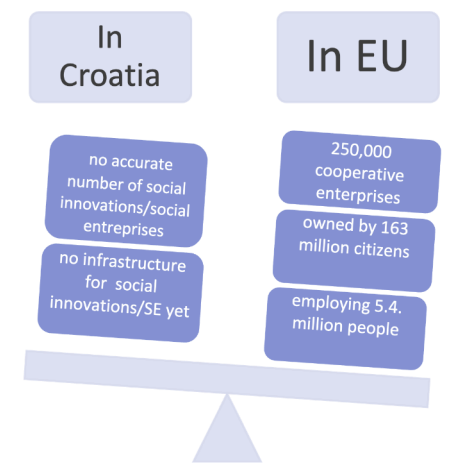 In
Croatia
In EU
no accurate
number of social
innovations/social
entreprises
no infrastructure
for social
innovations/SE yet
250,000
cooperative
enterprises
owned by 163
million citizens
employing 5.4.
million people